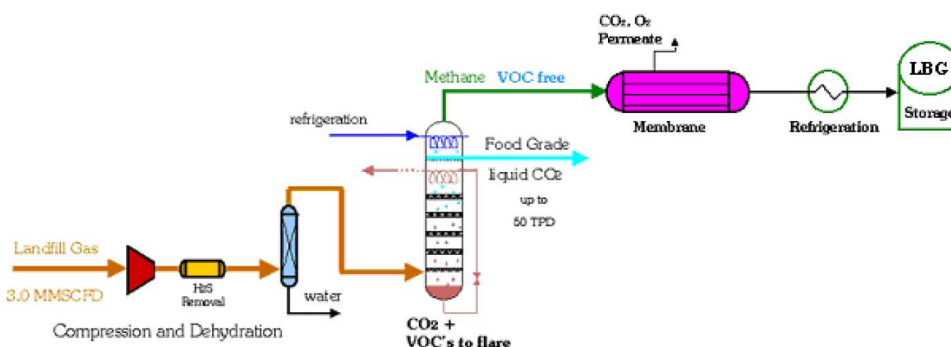 CO2, O2
Permente
Methane VOC free
LBG
Storage
Membrane
Refrigeration
refrigeration
Food Grade
liquid CO2
up to
50 TPD
Landfill Gas
3.0 MMSCFD
H2S
Removal
water
Compression and Dehydration
CO2 +
VOC's to flare